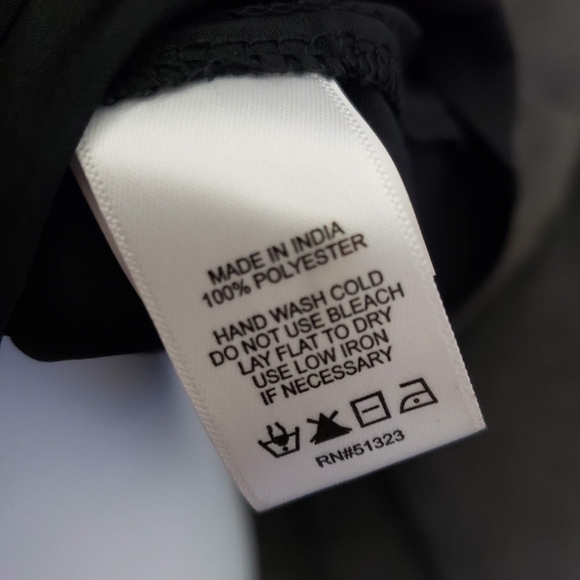 MADE IN INDIA
100% POLYESTER
HAND WASH COLD
DO NOT USE BLEACH
LAY FLAT TO DRY
USE LOW IRON
IF NECESSARY
RN#51323